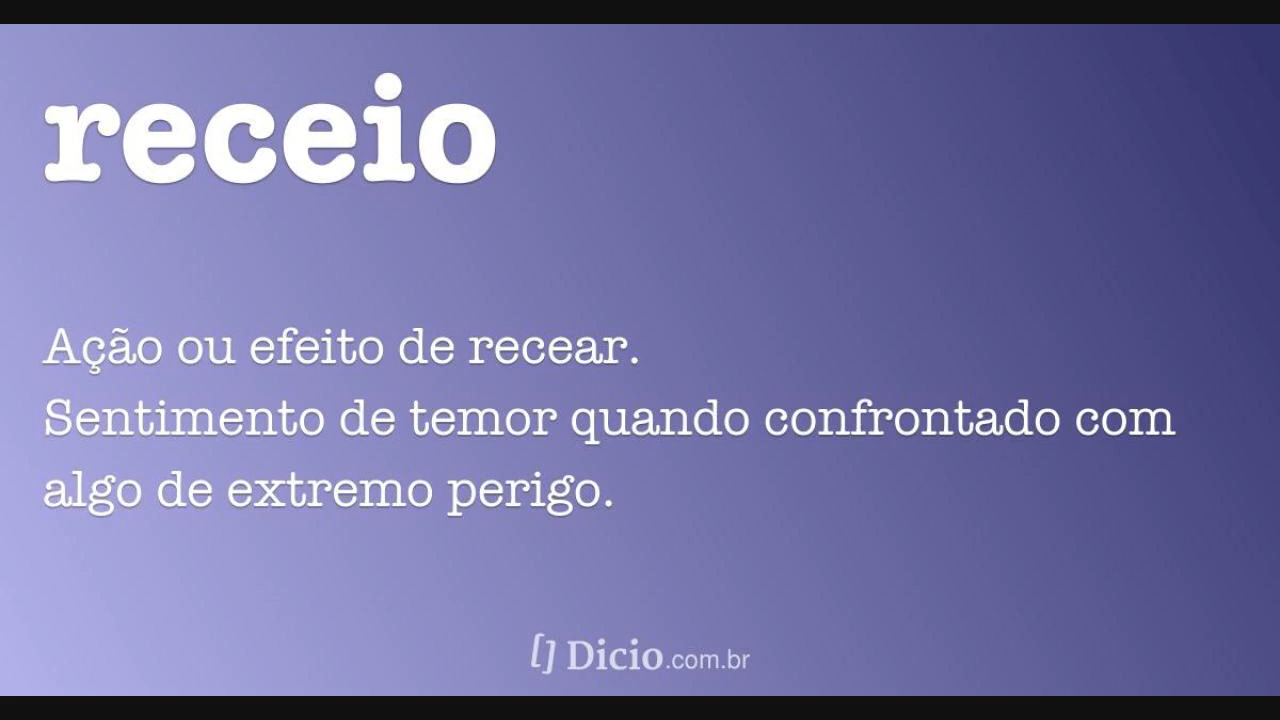 receio
Ação ou efeito de recear.
Sentimento de temor quando confrontado com
algo de extremo perigo.
[] Dicio.com.br